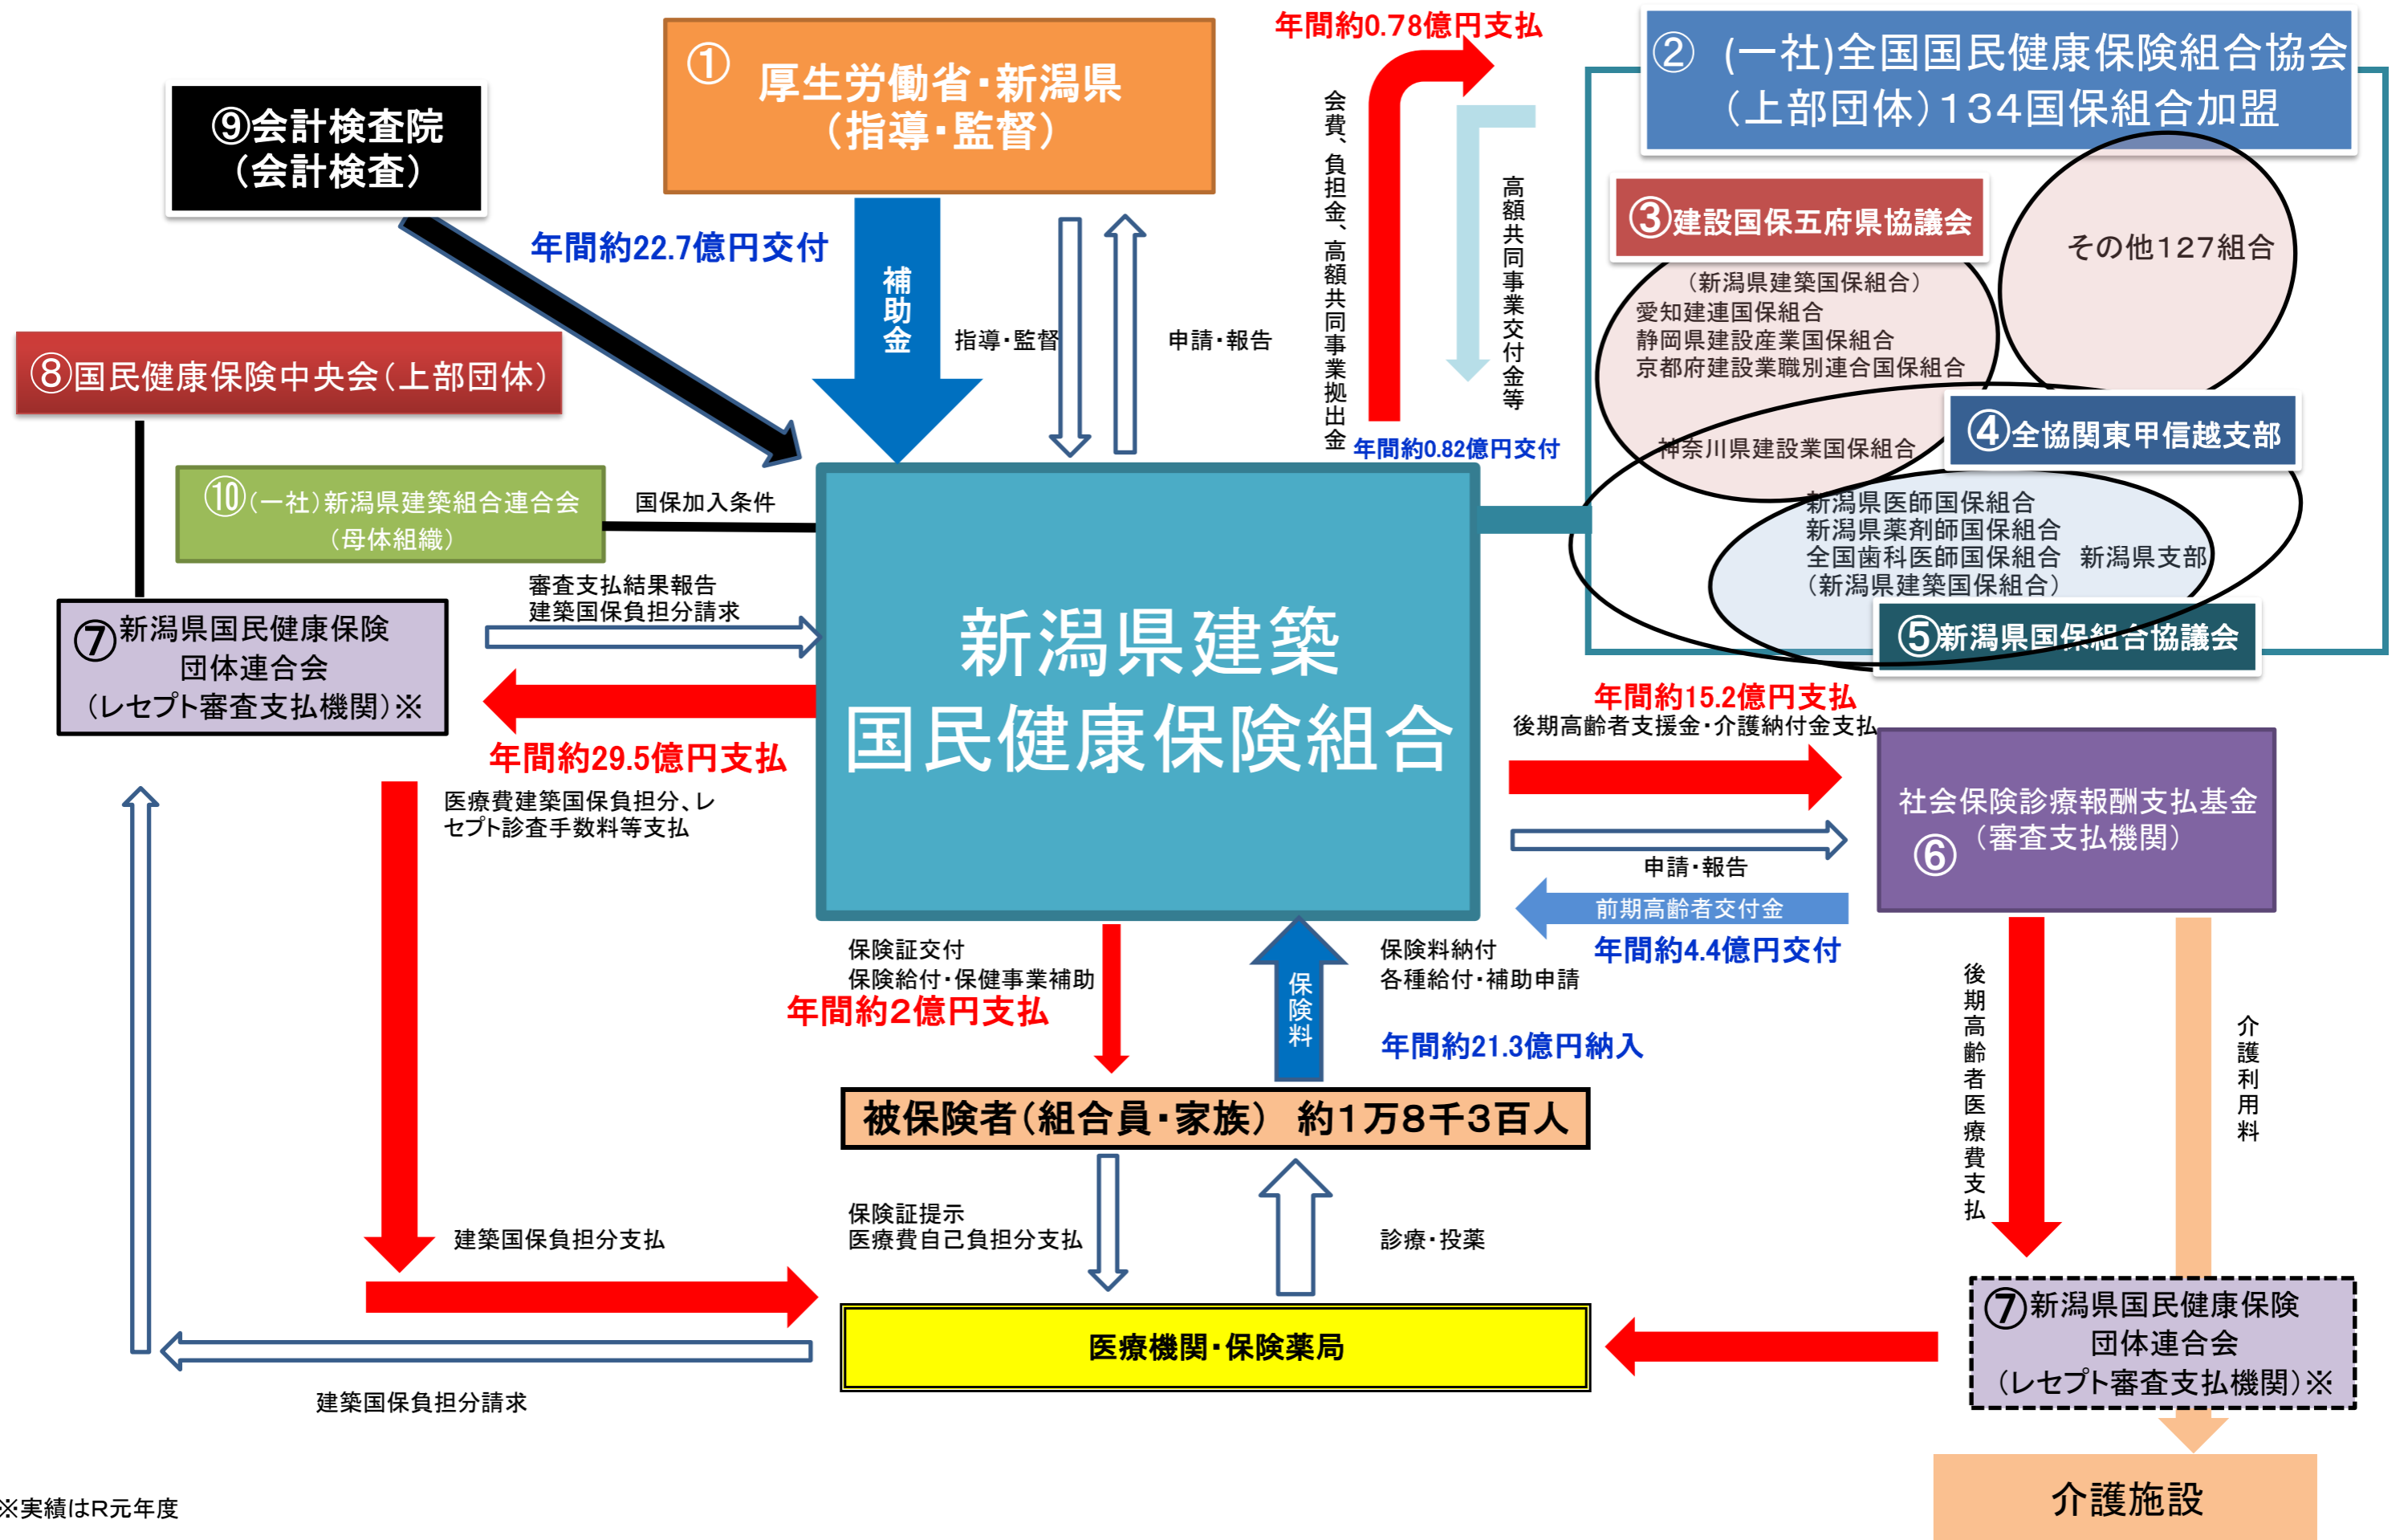 年間約0.78億円支払
① 厚生労働省・新潟県
(指導・監督)
② (一社)全国国民健康保険組合協会
(上部団体)134国保組合加盟
⑨会計検査院
(会計検査)
会費、負担金、高額共同事業拠出金
高額共同事業交付金等
③建設国保五府県協議会
その他127組合
年間約22.7億円交付
補助金
(新潟県建築国保組合)
愛知建連国保組合
静岡県建設産業国保組合
京都府建設業職別連合国保組合
指導・監督
申請・報告
⑧国民健康保険中央会(上部団体)
神奈川県建設業国保組合
④全協関東甲信越支部
年間約0.82億円交付
⑩(一社)新潟県建築組合連合会
(母体組織)
国保加入条件
新潟県医師国保組合
新潟県薬剤師国保組合
全国歯科医師国保組合 新潟県支部
(新潟県建築国保組合)
⑤新潟県国保組合協議会
審査支払結果報告
建築国保負担分請求
⑦新潟県国民健康保険
団体連合会
(レセプト審査支払機関)※
新潟県建築
国民健康保険組合
年間約29.5億円支払
医療費建築国保負担分、レ
セプト診査手数料等支払
年間約15.2億円支払
後期高齢者支援金・介護納付金支払
社会保険診療報酬支払基金
⑥ (審査支払機関)
申請・報告
前期高齢者交付金
年間約4.4億円交付
保険証交付
保険給付・保健事業補助
年間約2億円支払
保険料
保険料納付
各種給付・補助申請
年間約21.3億円納入
後期高齢者医療費支払
介護利用料
被保険者(組合員・家族) 約1万8千3百人
保険証提示
医療費自己負担分支払
診療・投薬
建築国保負担分支払
医療機関・保険薬局
⑦新潟県国民健康保険
団体連合会
(レセプト審査支払機関)※
建築国保負担分請求
介護施設
※実績はR元年度